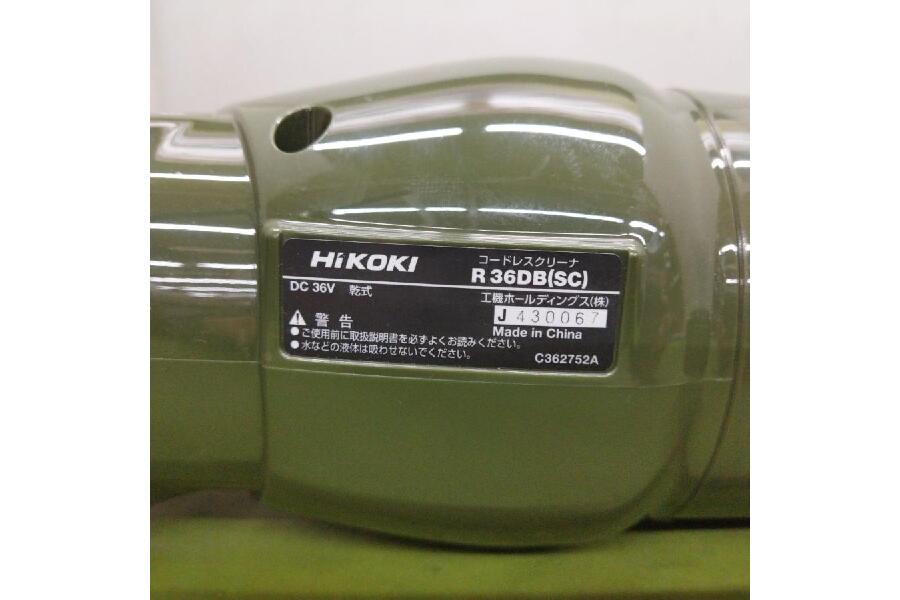 HiKOKI
コードレスクリーナ
R 36DB(SC)
DC 36V 乾式
工機ホールディングス(株)
J 430067
警告
Made in China
●ご使用前に取扱説明書を必ずよくお読みください。
●水などの液体は吸わせないでください。
C362752A